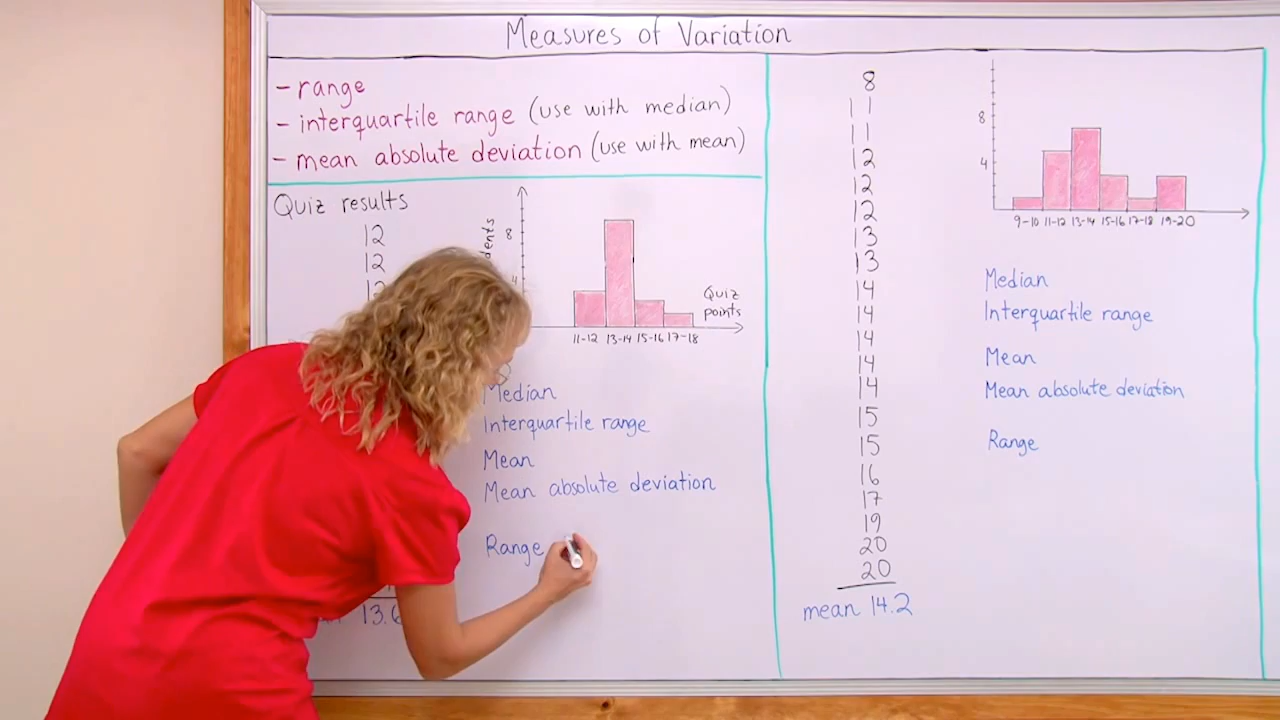 Measures of Variation
- range
- interquartile range (use with median)
- mean absolute deviation (use with mean)
Quiz results
12
12
8
Quiz
points
11-12 13-14 15-16 17-18
Median
Interquartile range
Mean
Mean absolute deviation
Range
13.6
8
11
11
12
12
12
13
13
14
14
14
14
14
15
15
16
17
19
20
20
mean 14.2
8
4
9-10 11-12 13-14 15-16 17-18 19-20
Median
Interquartile range
Mean
Mean absolute deviation
Range